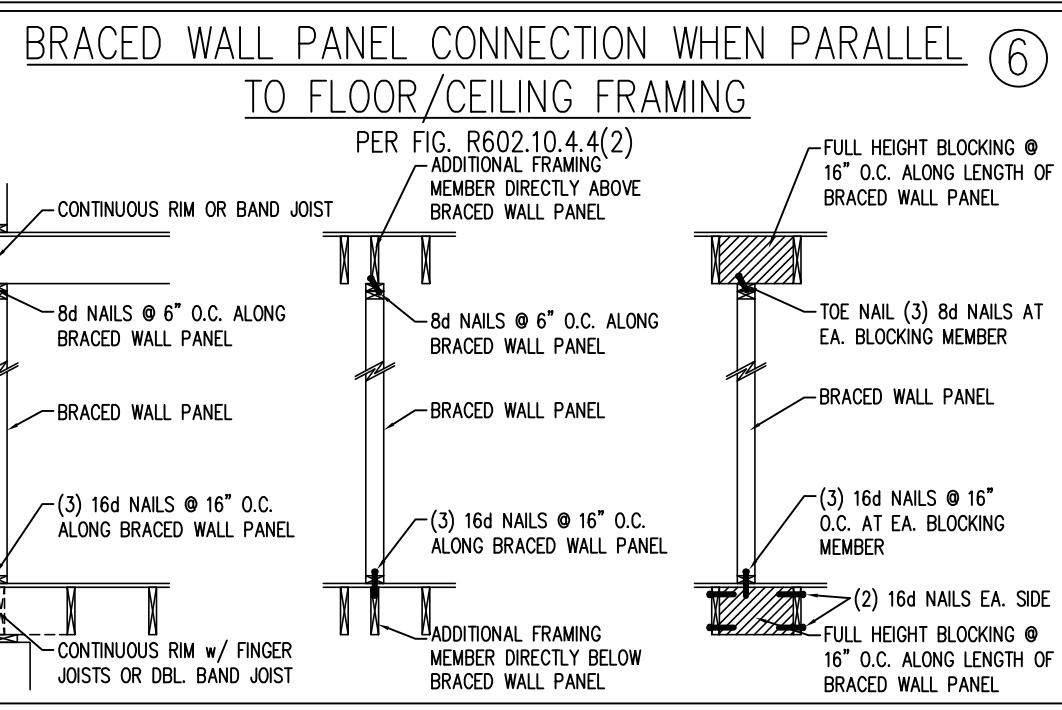 BRACED WALL PANEL CONNECTION WHEN PARALLEL
TO FLOOR/CEILING FRAMING
6
PER FIG. R602.10.4.4(2)
CONTINUOUS RIM OR BAND JOIST
8d NAILS @ 6" O.C. ALONG
BRACED WALL PANEL
BRACED WALL PANEL
(3) 16d NAILS @ 16" O.C.
ALONG BRACED WALL PANEL
CONTINUOUS RIM w/ FINGER
JOISTS OR DBL. BAND JOIST
ADDITIONAL FRAMING
MEMBER DIRECTLY ABOVE
BRACED WALL PANEL
8d NAILS @ 6" O.C. ALONG
BRACED WALL PANEL
BRACED WALL PANEL
(3) 16d NAILS @ 16" O.C.
ALONG BRACED WALL PANEL
ADDITIONAL FRAMING
MEMBER DIRECTLY BELOW
BRACED WALL PANEL
FULL HEIGHT BLOCKING @
16" O.C. ALONG LENGTH OF
BRACED WALL PANEL
TOE NAIL (3) 8d NAILS AT
EA. BLOCKING MEMBER
BRACED WALL PANEL
(3) 16d NAILS @ 16"
O.C. AT EA. BLOCKING
MEMBER
(2) 16d NAILS EA. SIDE
FULL HEIGHT BLOCKING @
16" O.C. ALONG LENGTH OF
BRACED WALL PANEL